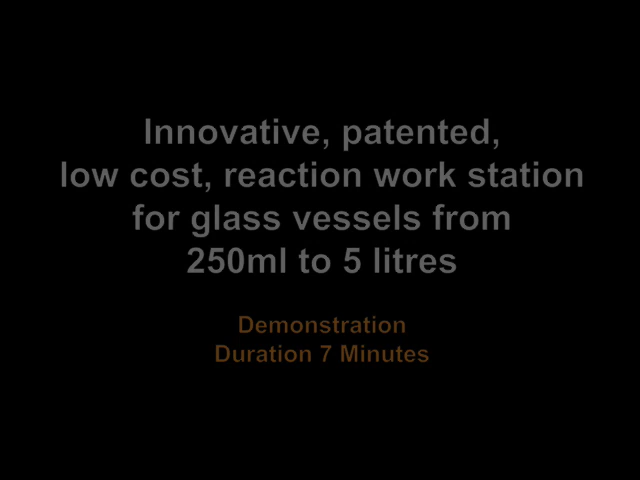 Innovative, patented,
low cost, reaction work station
for glass vessels from
250ml to 5 litres
Demonstration
Duration 7 Minutes